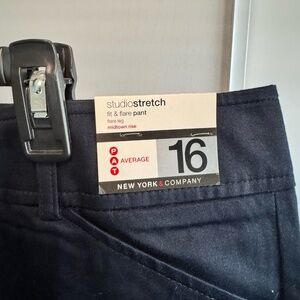 studiostretch
fit & flare pant
flare leg
midtown rise
P
A AVERAGE
T
16
NEW YORK & COMPANY